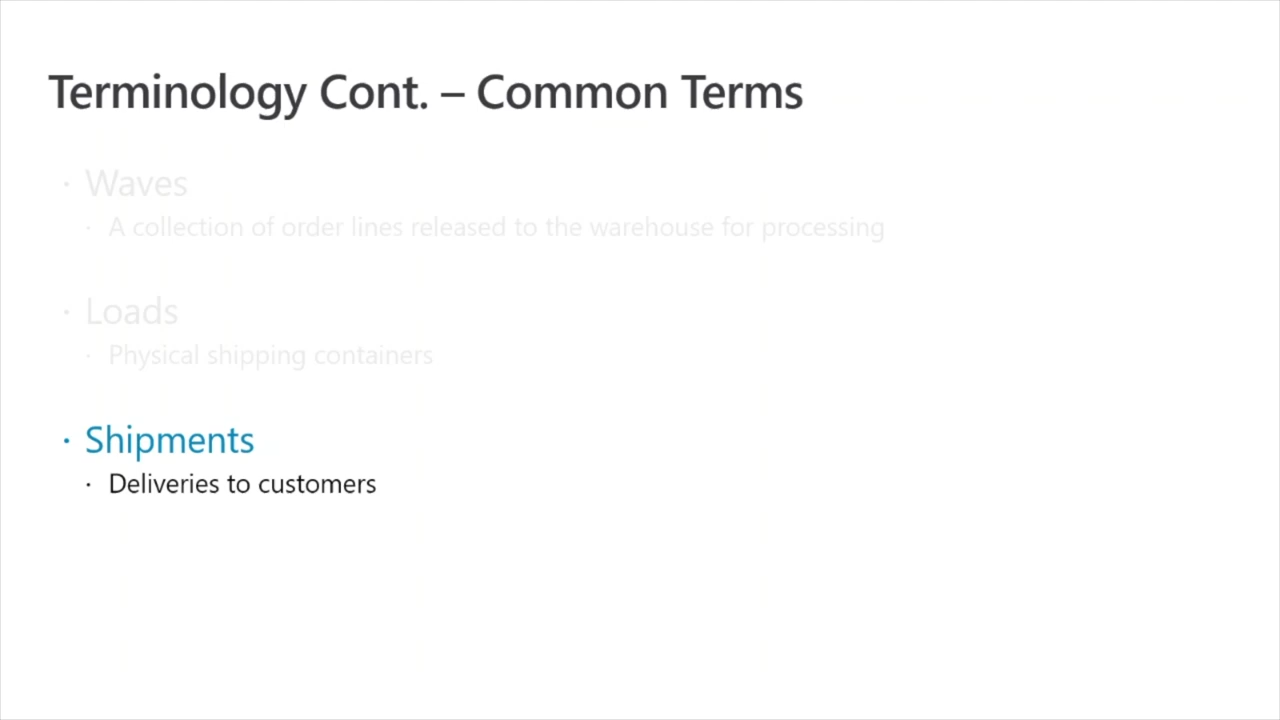 Terminology Cont. – Common Terms
· Waves
· A collection of order lines released to the warehouse for processing
· Loads
· Physical shipping containers
· Shipments
· Deliveries to customers